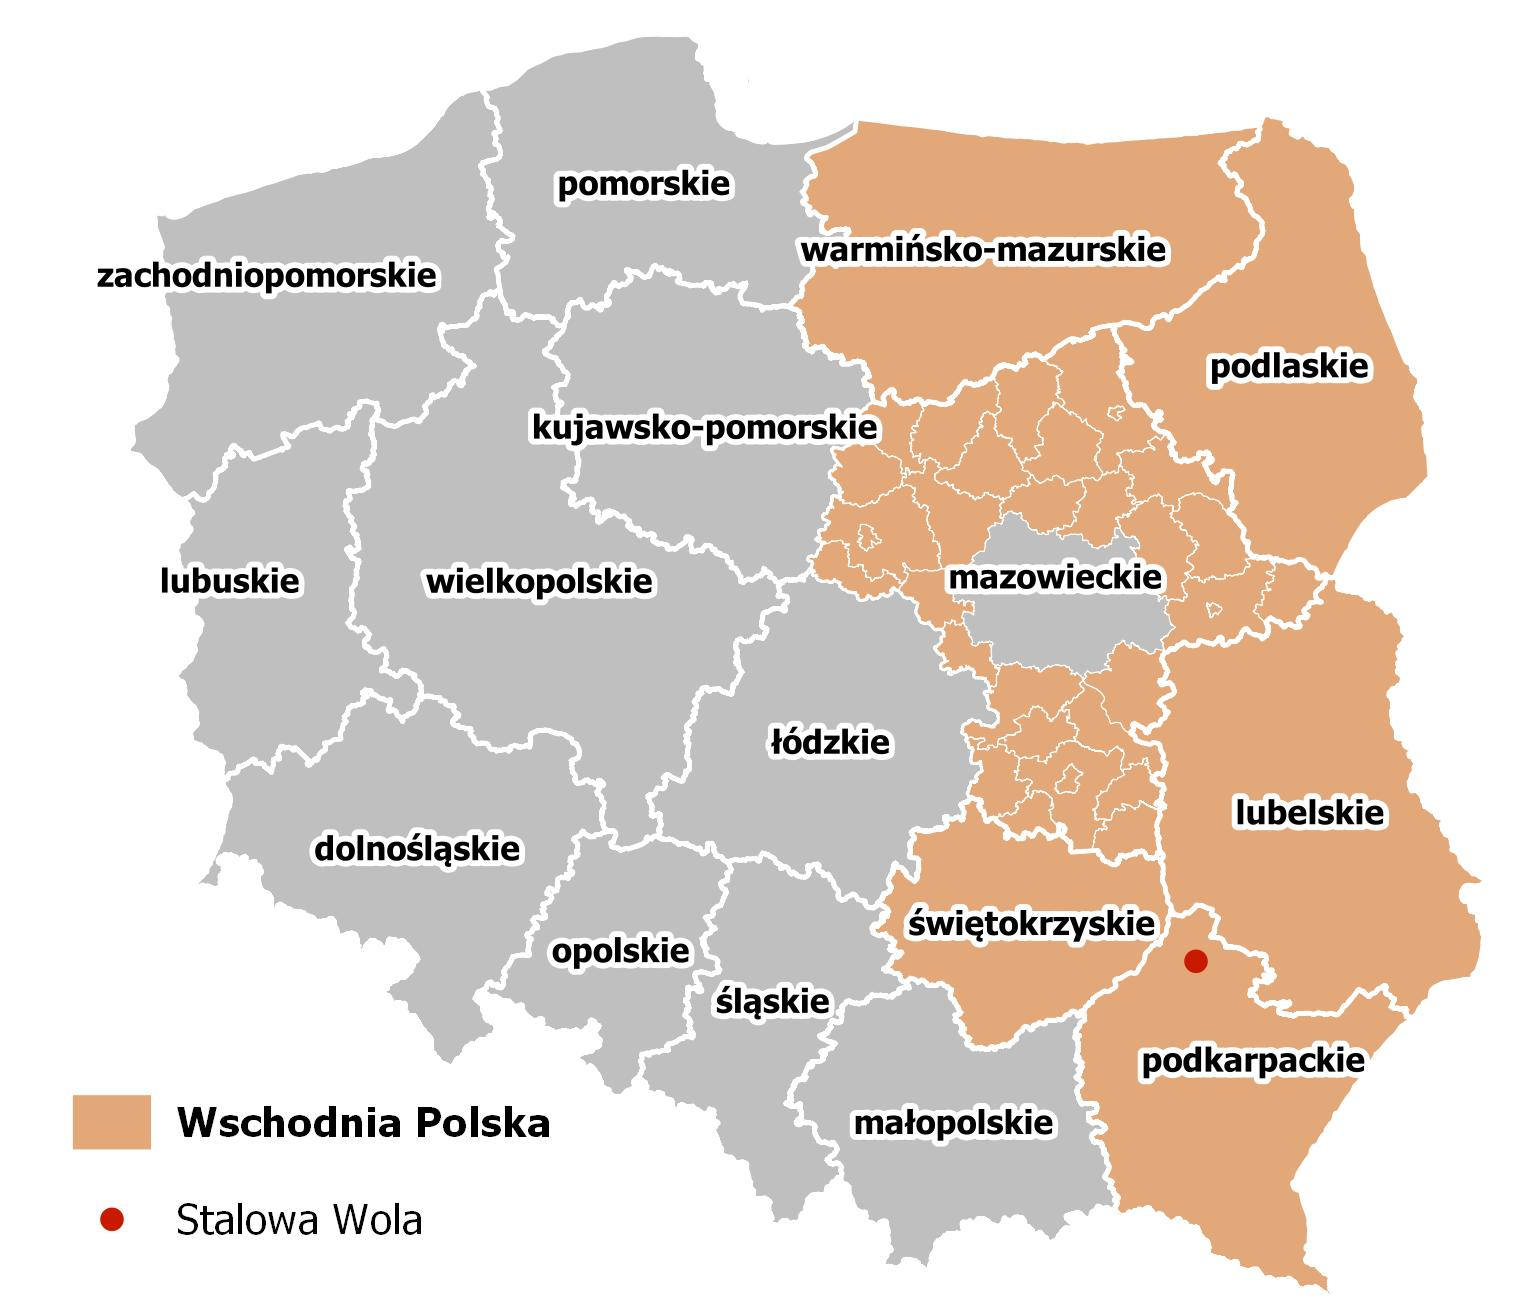 pomorskie
warmińsko-mazurskie
zachodniopomorskie
podlaskie
kujawsko-pomorskie
lubuskie
wielkopolskie
mazowieckie
łódzkie
lubelskie
dolnośląskie
świętokrzyskie
opolskie
śląskie
podkarpackie
małopolskie
Wschodnia Polska
Stalowa Wola